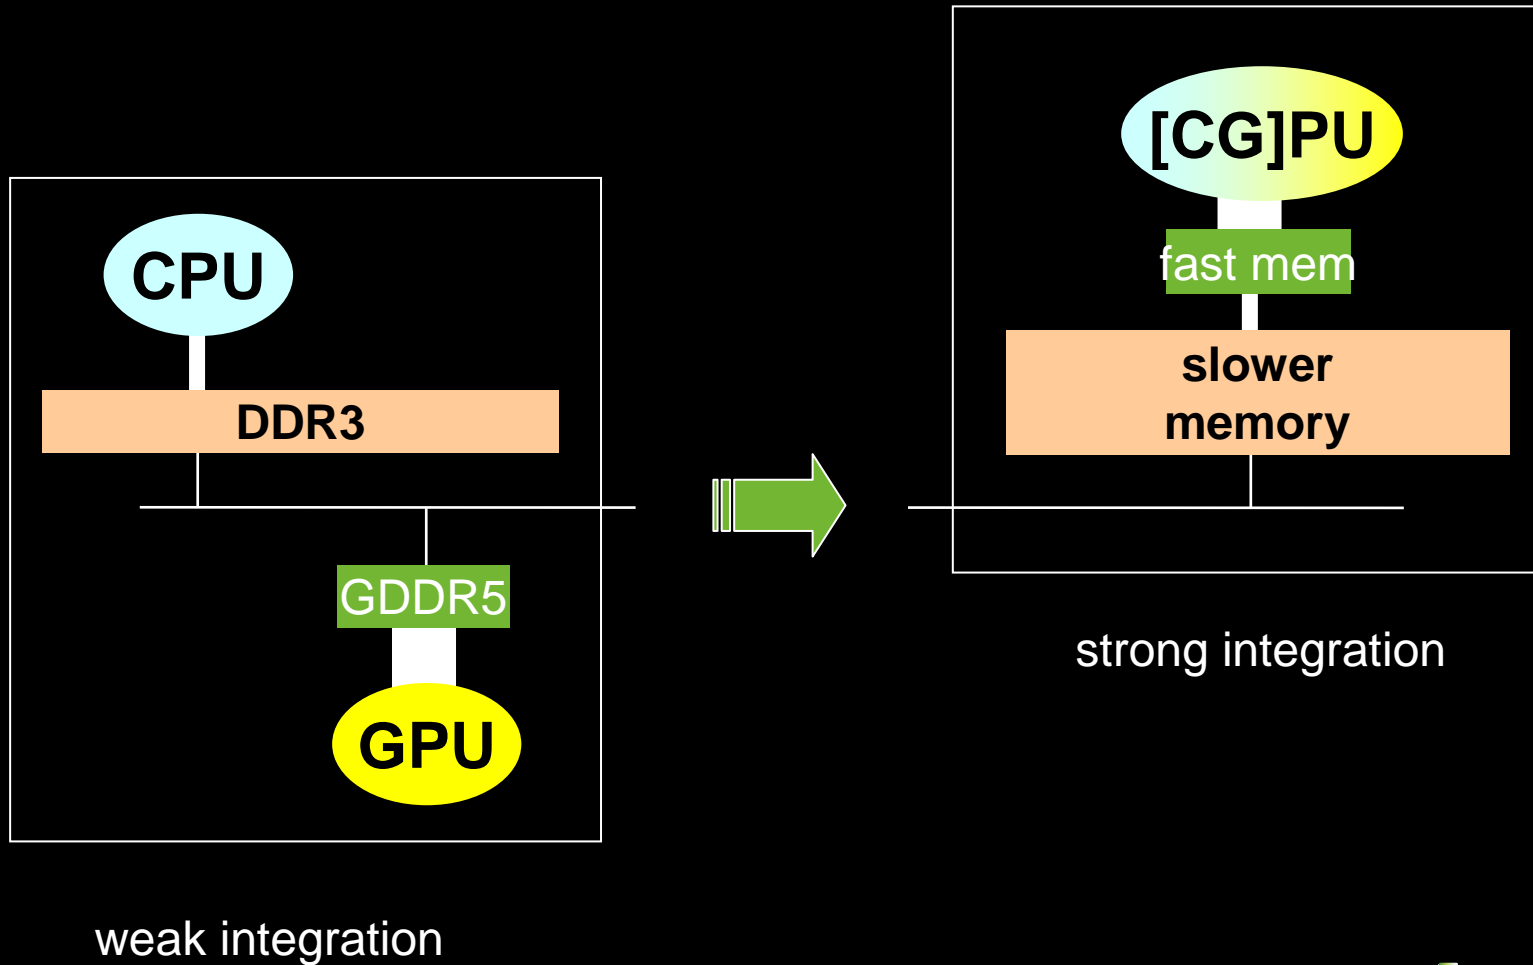 CPU
DDR3
GDDR5
GPU
weak integration
[CG]PU
fast mem
slower
memory
strong integration